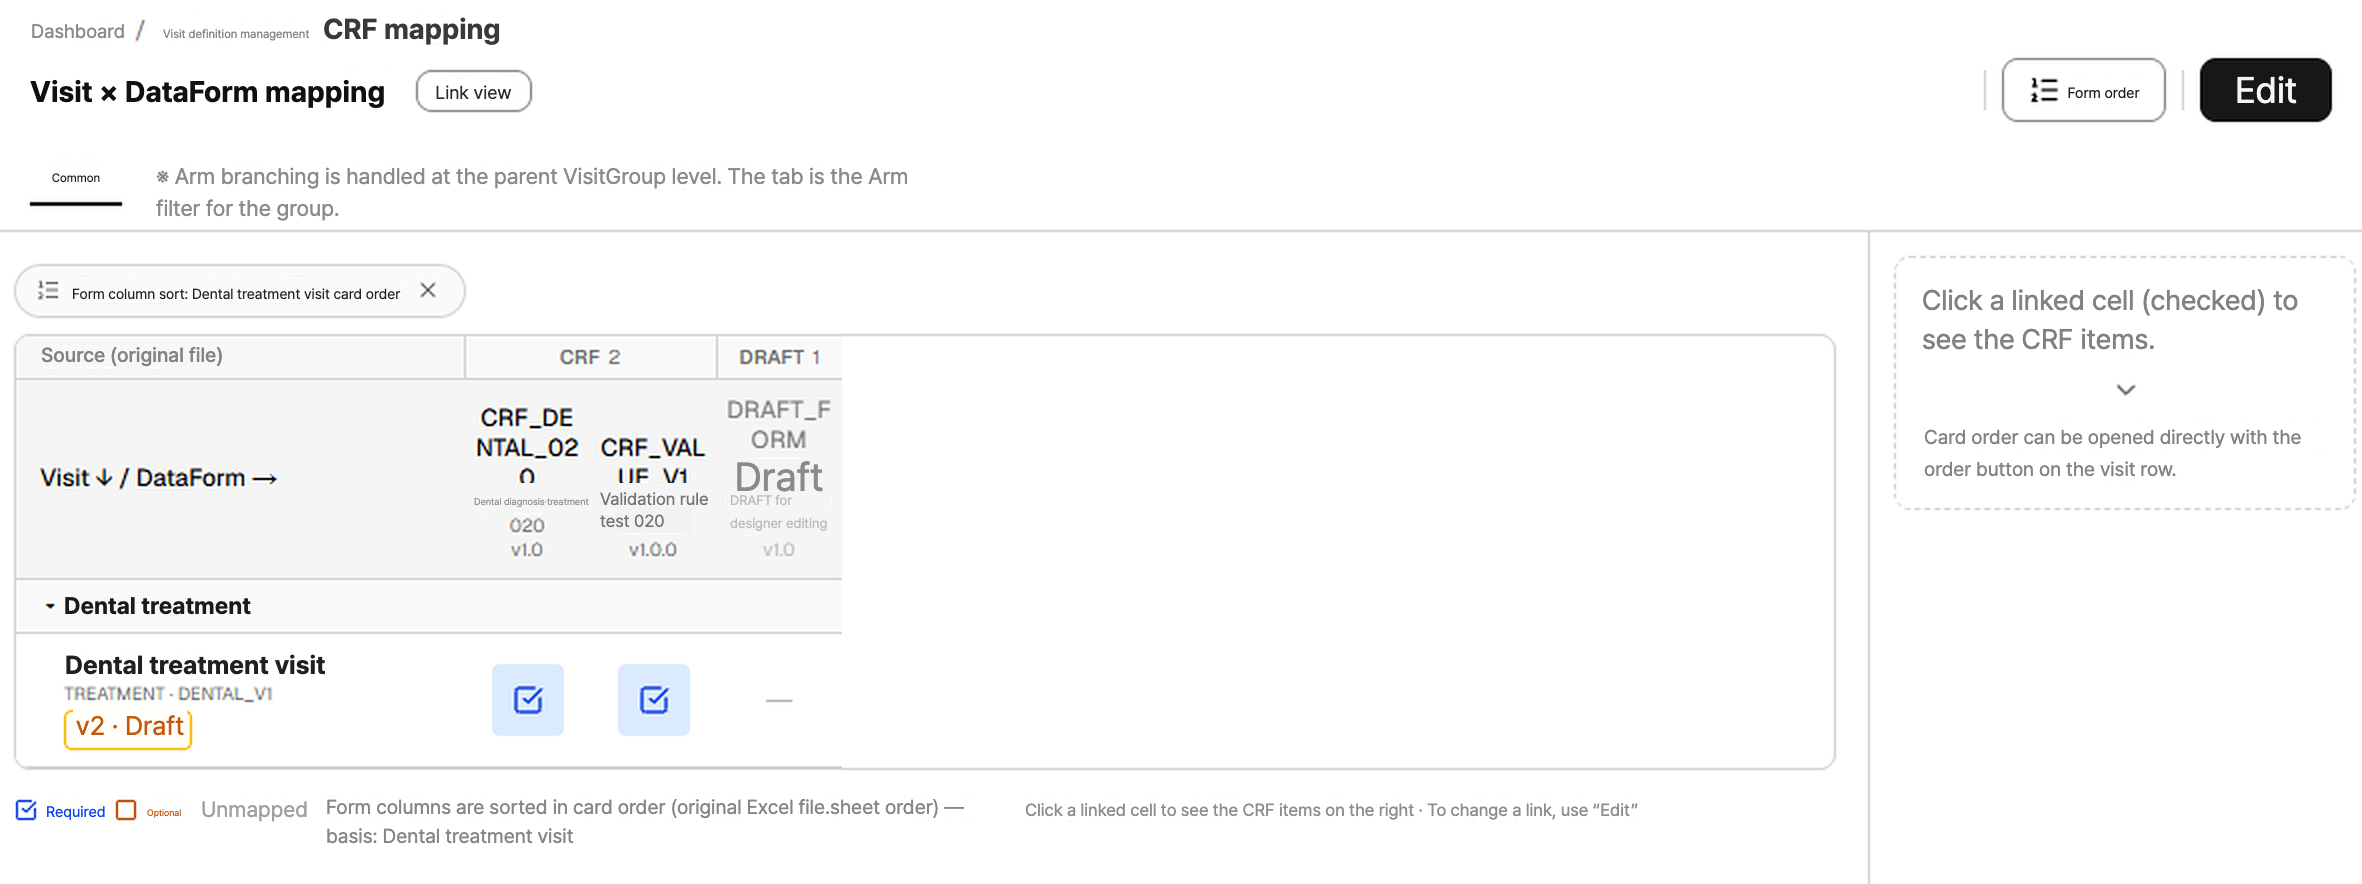 Dashboard / Visit definition management CRF mapping
Visit × DataForm mapping
Link view
Form order
Edit
Common
※ Arm branching is handled at the parent VisitGroup level. The tab is the Arm
filter for the group.
Form column sort: Dental treatment visit card order
Source (original file)
CRF 2
DRAFT 1
Visit ↓ / DataForm →
CRF_DE
NTAL_02
0
Dental diagnosis·treatment
020
v1.0
CRF_VAL
UE_V1
Validation rule
test 020
v1.0.0
DRAFT_F
ORM
Draft
DRAFT for
designer editing
v1.0
Dental treatment
Dental treatment visit
TREATMENT · DENTAL_V1
v2 · Draft
—
Required
Optional
Unmapped
Form columns are sorted in card order (original Excel file.sheet order) —
basis: Dental treatment visit
Click a linked cell to see the CRF items on the right · To change a link, use “Edit”
Click a linked cell (checked) to
see the CRF items.
Card order can be opened directly with the
order button on the visit row.